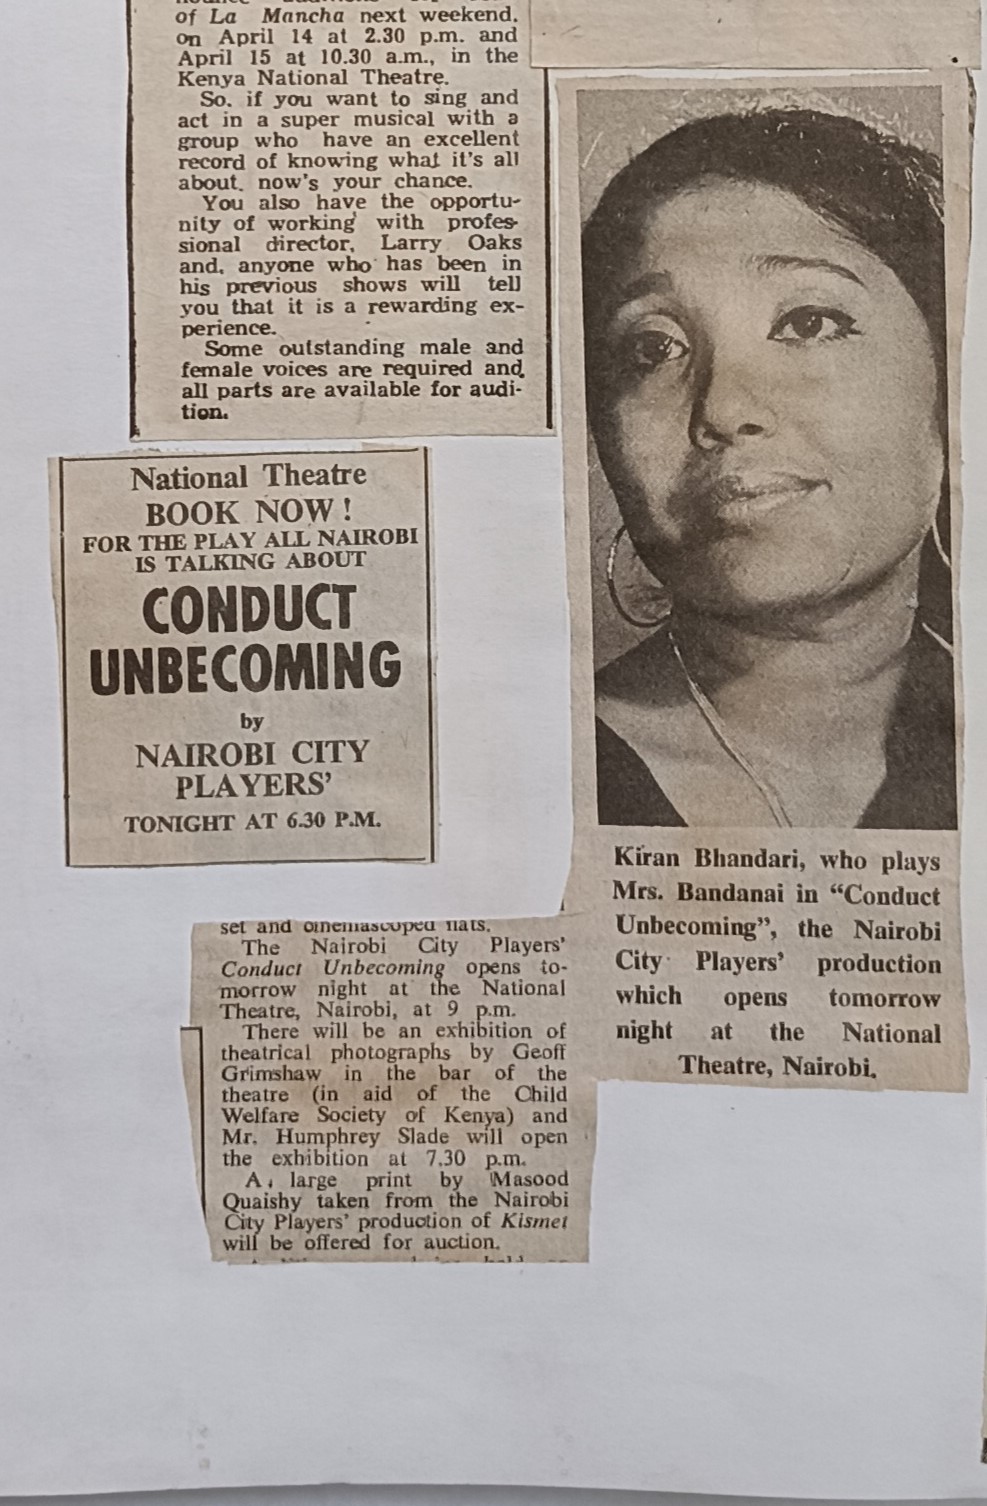 of La Mancha next weekend,
on April 14 at 2.30 p.m. and
April 15 at 10.30 a.m., in the
Kenya National Theatre.
So, if you want to sing and
act in a super musical with a
group who have an excellent
record of knowing what it's all
about, now's your chance.
You also have the opportu-
nity of working with profes-
sional director, Larry Oaks
and, anyone who has been in
his previous shows will tell
you that it is a rewarding ex-
perience.
Some outstanding male and
female voices are required and
all parts are available for audi-
tion.
National Theatre
BOOK NOW!
FOR THE PLAY ALL NAIROBI
IS TALKING ABOUT
CONDUCT
UNBECOMING
by
NAIROBI CITY
PLAYERS'
TONIGHT AT 6.30 P.M.
Kiran Bhandari, who plays
Mrs. Bandanai in "Conduct
Unbecoming", the Nairobi
City Players' production
which opens tomorrow
night at the National
Theatre, Nairobi.
set and cinemascoped flats.
The Nairobi City Players'
Conduct Unbecoming opens to-
morrow night at the National
Theatre, Nairobi, at 9 p.m.
There will be an exhibition of
theatrical photographs by Geoff
Grimshaw in the bar of the
theatre (in aid of the Child
Welfare Society of Kenya) and
Mr. Humphrey Slade will open
the exhibition at 7.30 p.m.
A large print by Masood
Quaishy taken from the Nairobi
City Players' production of Kismet
will be offered for auction.